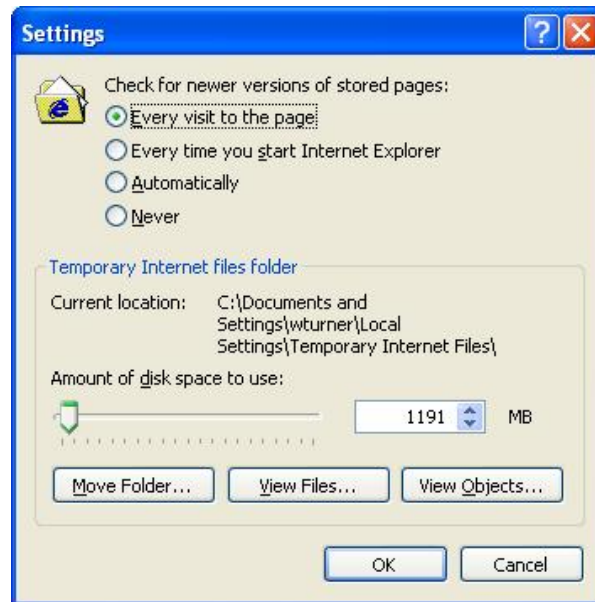 Settings
Check for newer versions of stored pages:
Every visit to the page
Every time you start Internet Explorer
Automatically
Never
Temporary Internet files folder
Current location: C:\Documents and
Settings\wturner\Local
Settings\Temporary Internet Files\
Amount of disk space to use:
1191 MB
Move Folder... View Files... View Objects...
OK Cancel